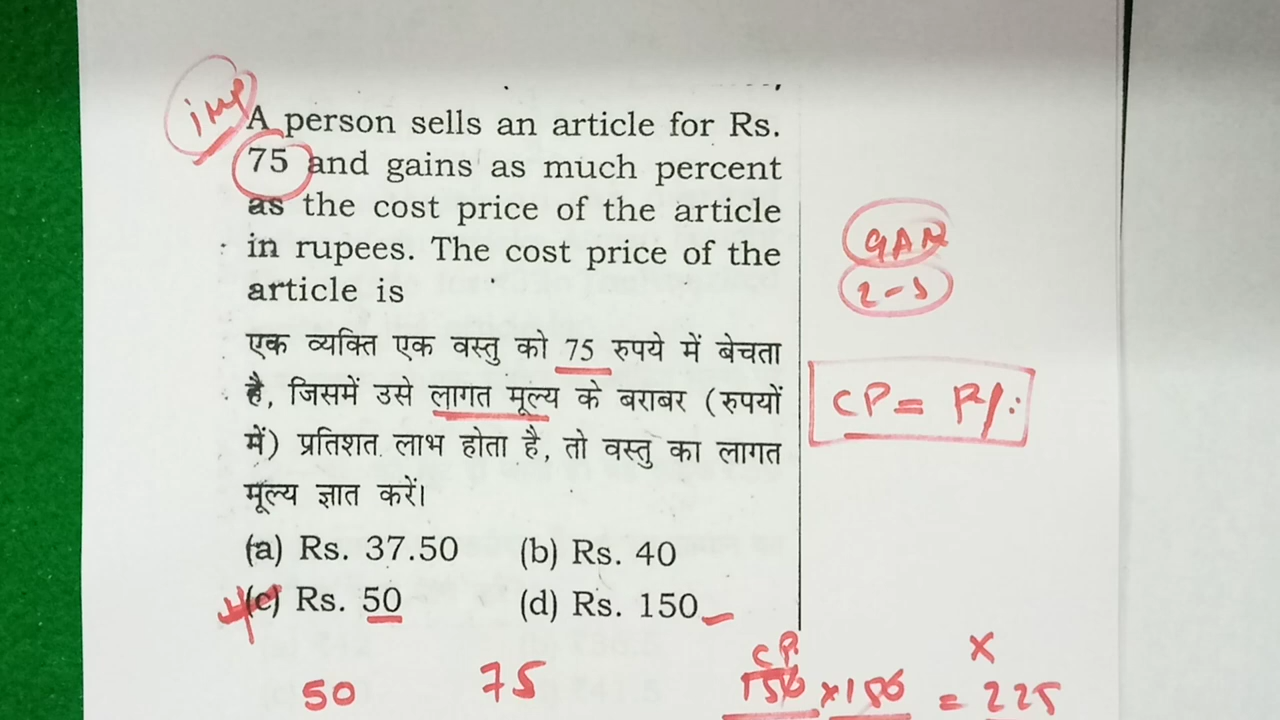 imp
A person sells an article for Rs.
75 and gains as much percent
as the cost price of the article
in rupees. The cost price of the
article is
एक व्यक्ति एक वस्तु को 75 रुपये में बेचता
है, जिसमें उसे लागत मूल्य के बराबर (रुपयों
में) प्रतिशत लाभ होता है, तो वस्तु का लागत
मूल्य ज्ञात करें।
(a) Rs. 37.50 (b) Rs. 40
(c) Rs. 50 (d) Rs. 150
CP = P%
50 75
CP
x
= 225